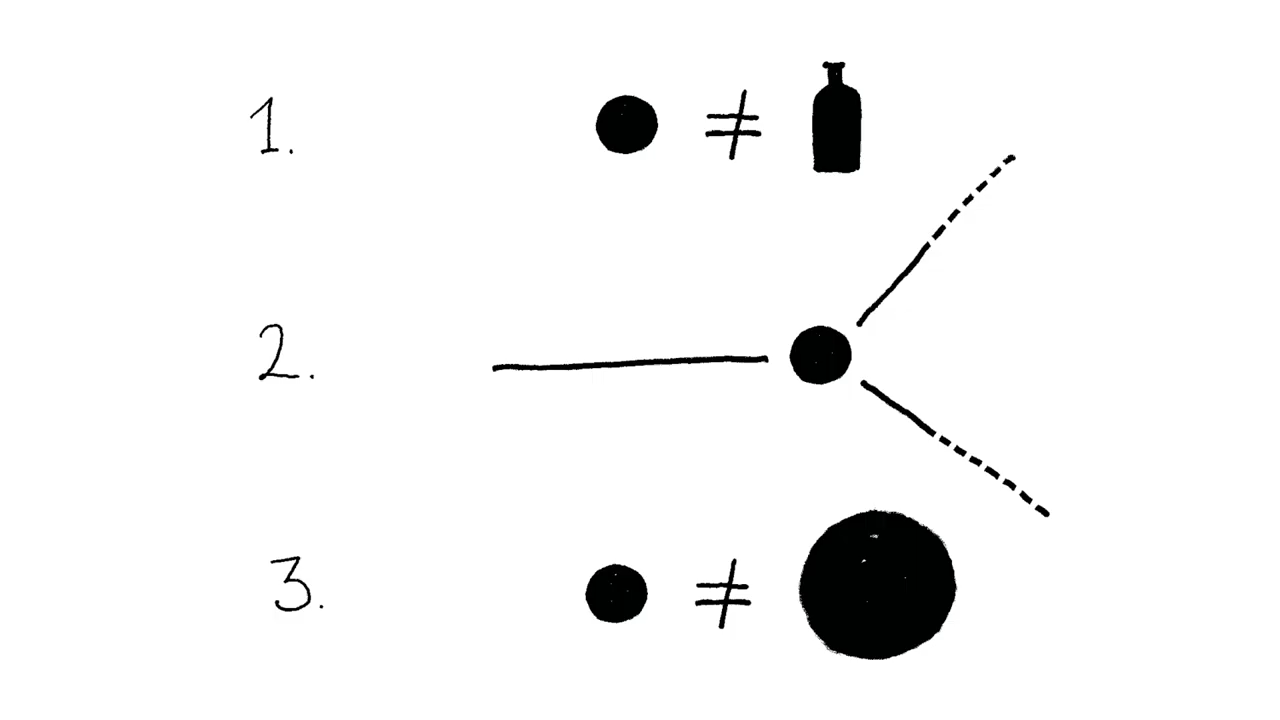 1. ≠
2.
3. ≠